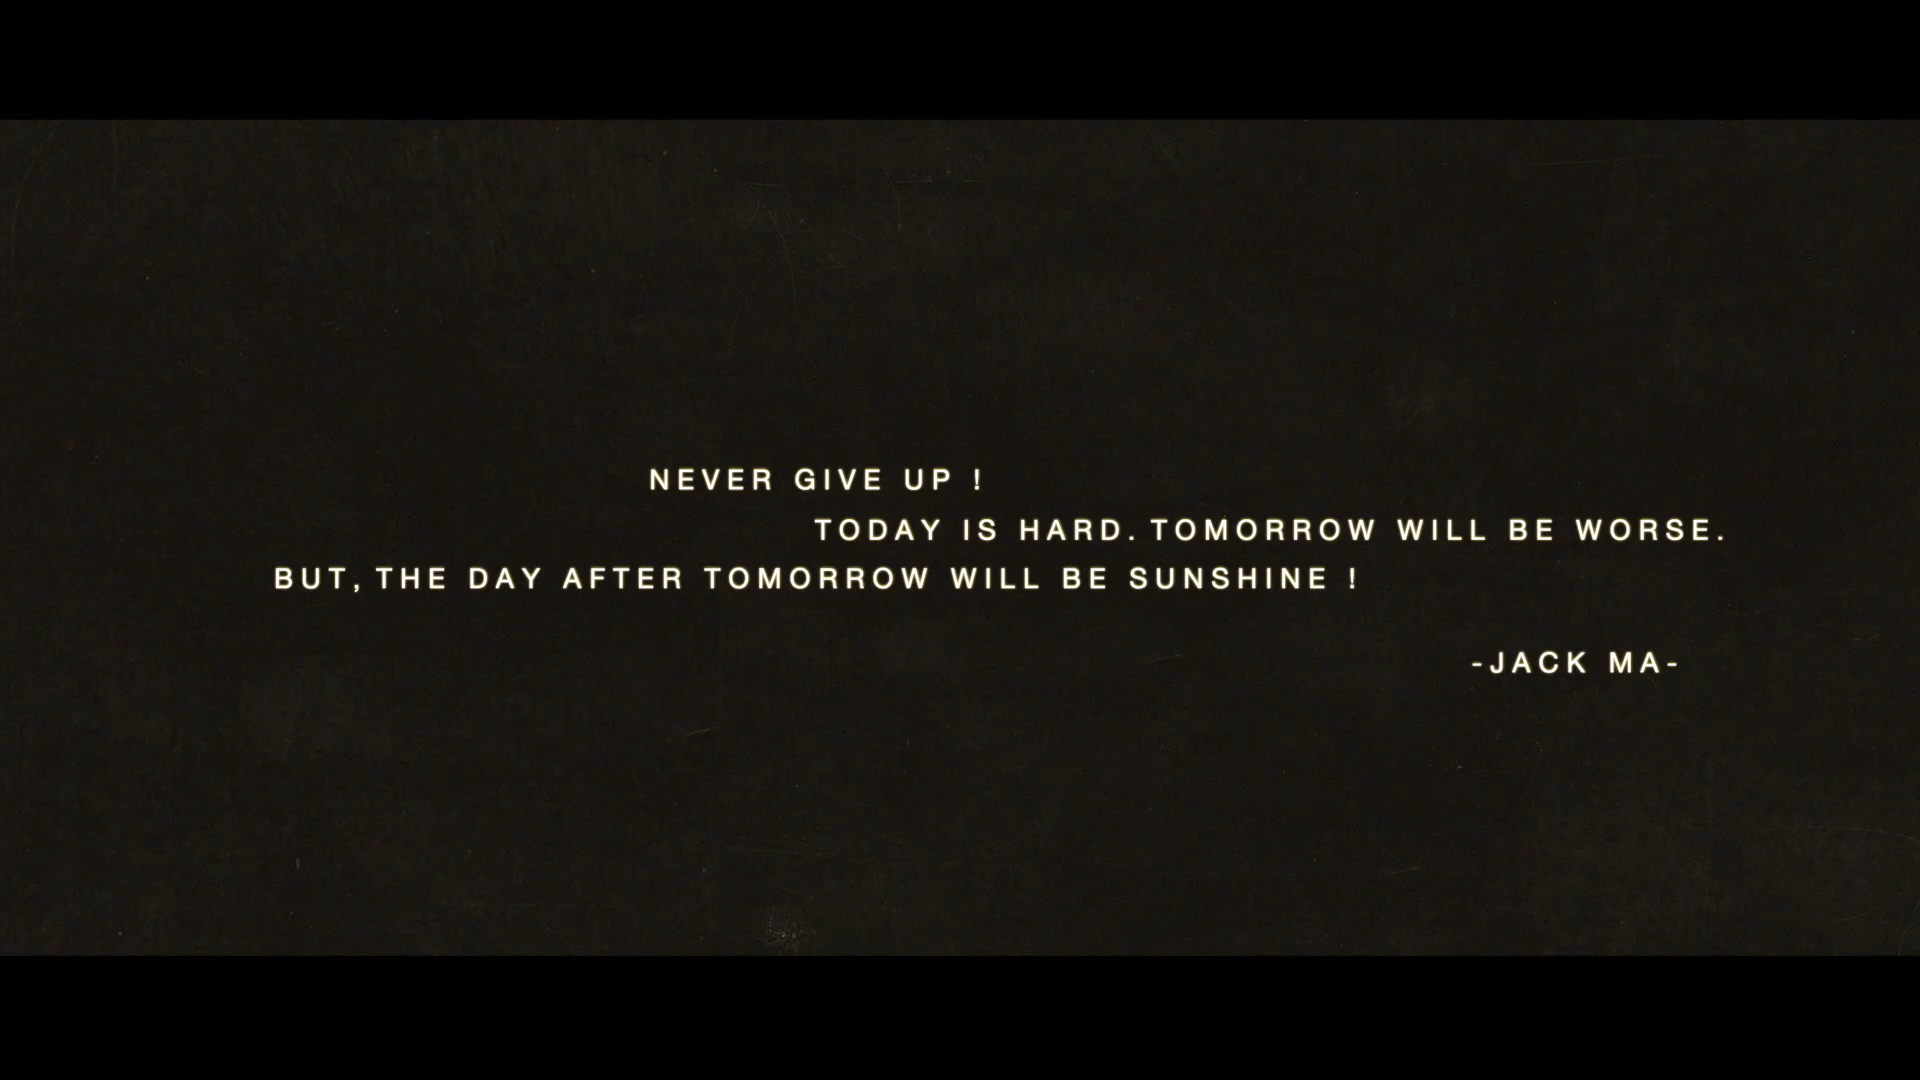 NEVER GIVE UP !
TODAY IS HARD. TOMORROW WILL BE WORSE.
BUT, THE DAY AFTER TOMORROW WILL BE SUNSHINE !
-JACK MA-